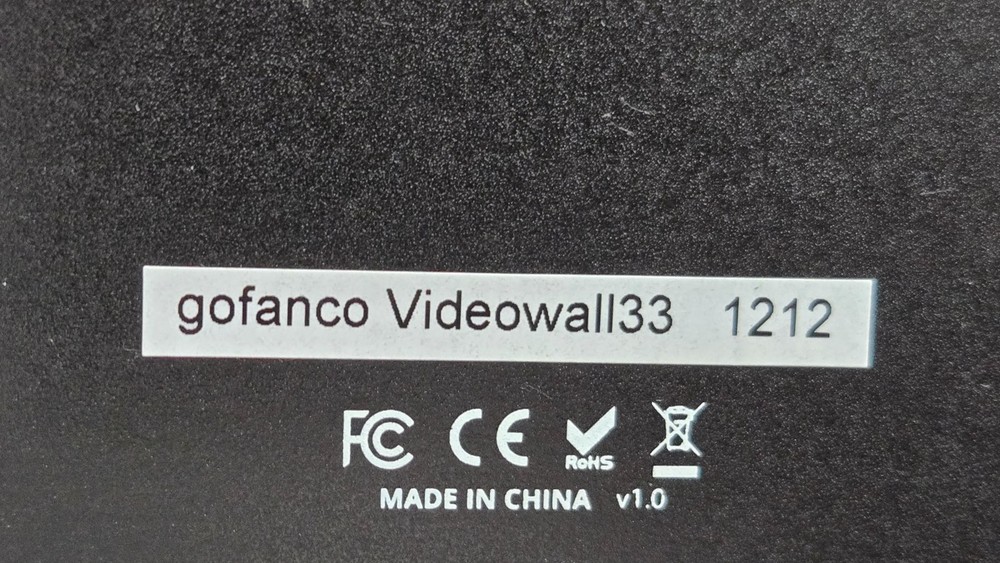 gofanco Videowall33 1212
FC CE RoHS
MADE IN CHINA v1.0